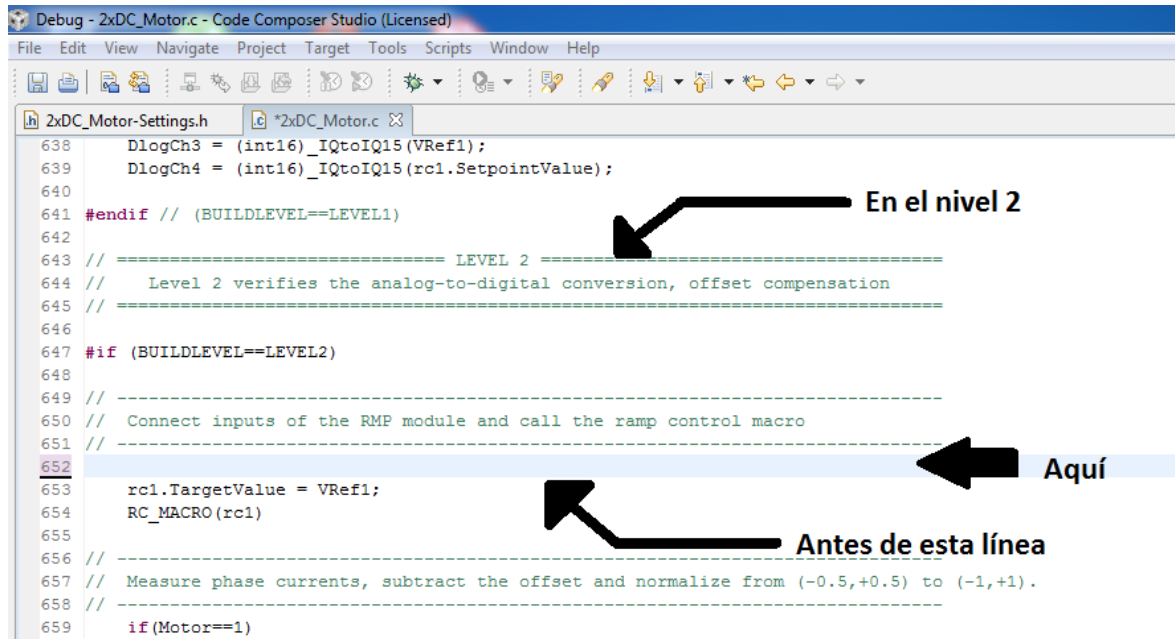 Debug - 2xDC_Motor.c - Code Composer Studio (Licensed)
File Edit View Navigate Project Target Tools Scripts Window Help
.h 2xDC_Motor-Settings.h .c *2xDC_Motor.c
638 DlogCh3 = (int16)_IQtoIQ15(VRef1);
639 DlogCh4 = (int16)_IQtoIQ15(rc1.SetpointValue);
640
En el nivel 2
641 #endif // (BUILDLEVEL==LEVEL1)
642
643 // =============================== LEVEL 2 ======================================
644 // Level 2 verifies the analog-to-digital conversion, offset compensation
645 // ==============================================================================
646
647 #if (BUILDLEVEL==LEVEL2)
648
649 // ------------------------------------------------------------------------------
650 // Connect inputs of the RMP module and call the ramp control macro
651 // ------------------------------------------------------------------------------
652
Aquí
653 rc1.TargetValue = VRef1;
654 RC_MACRO(rc1)
655
Antes de esta línea
656 // ------------------------------------------------------------------------------
657 // Measure phase currents, subtract the offset and normalize from (-0.5,+0.5) to (-1,+1).
658 // ------------------------------------------------------------------------------
659 if(Motor==1)